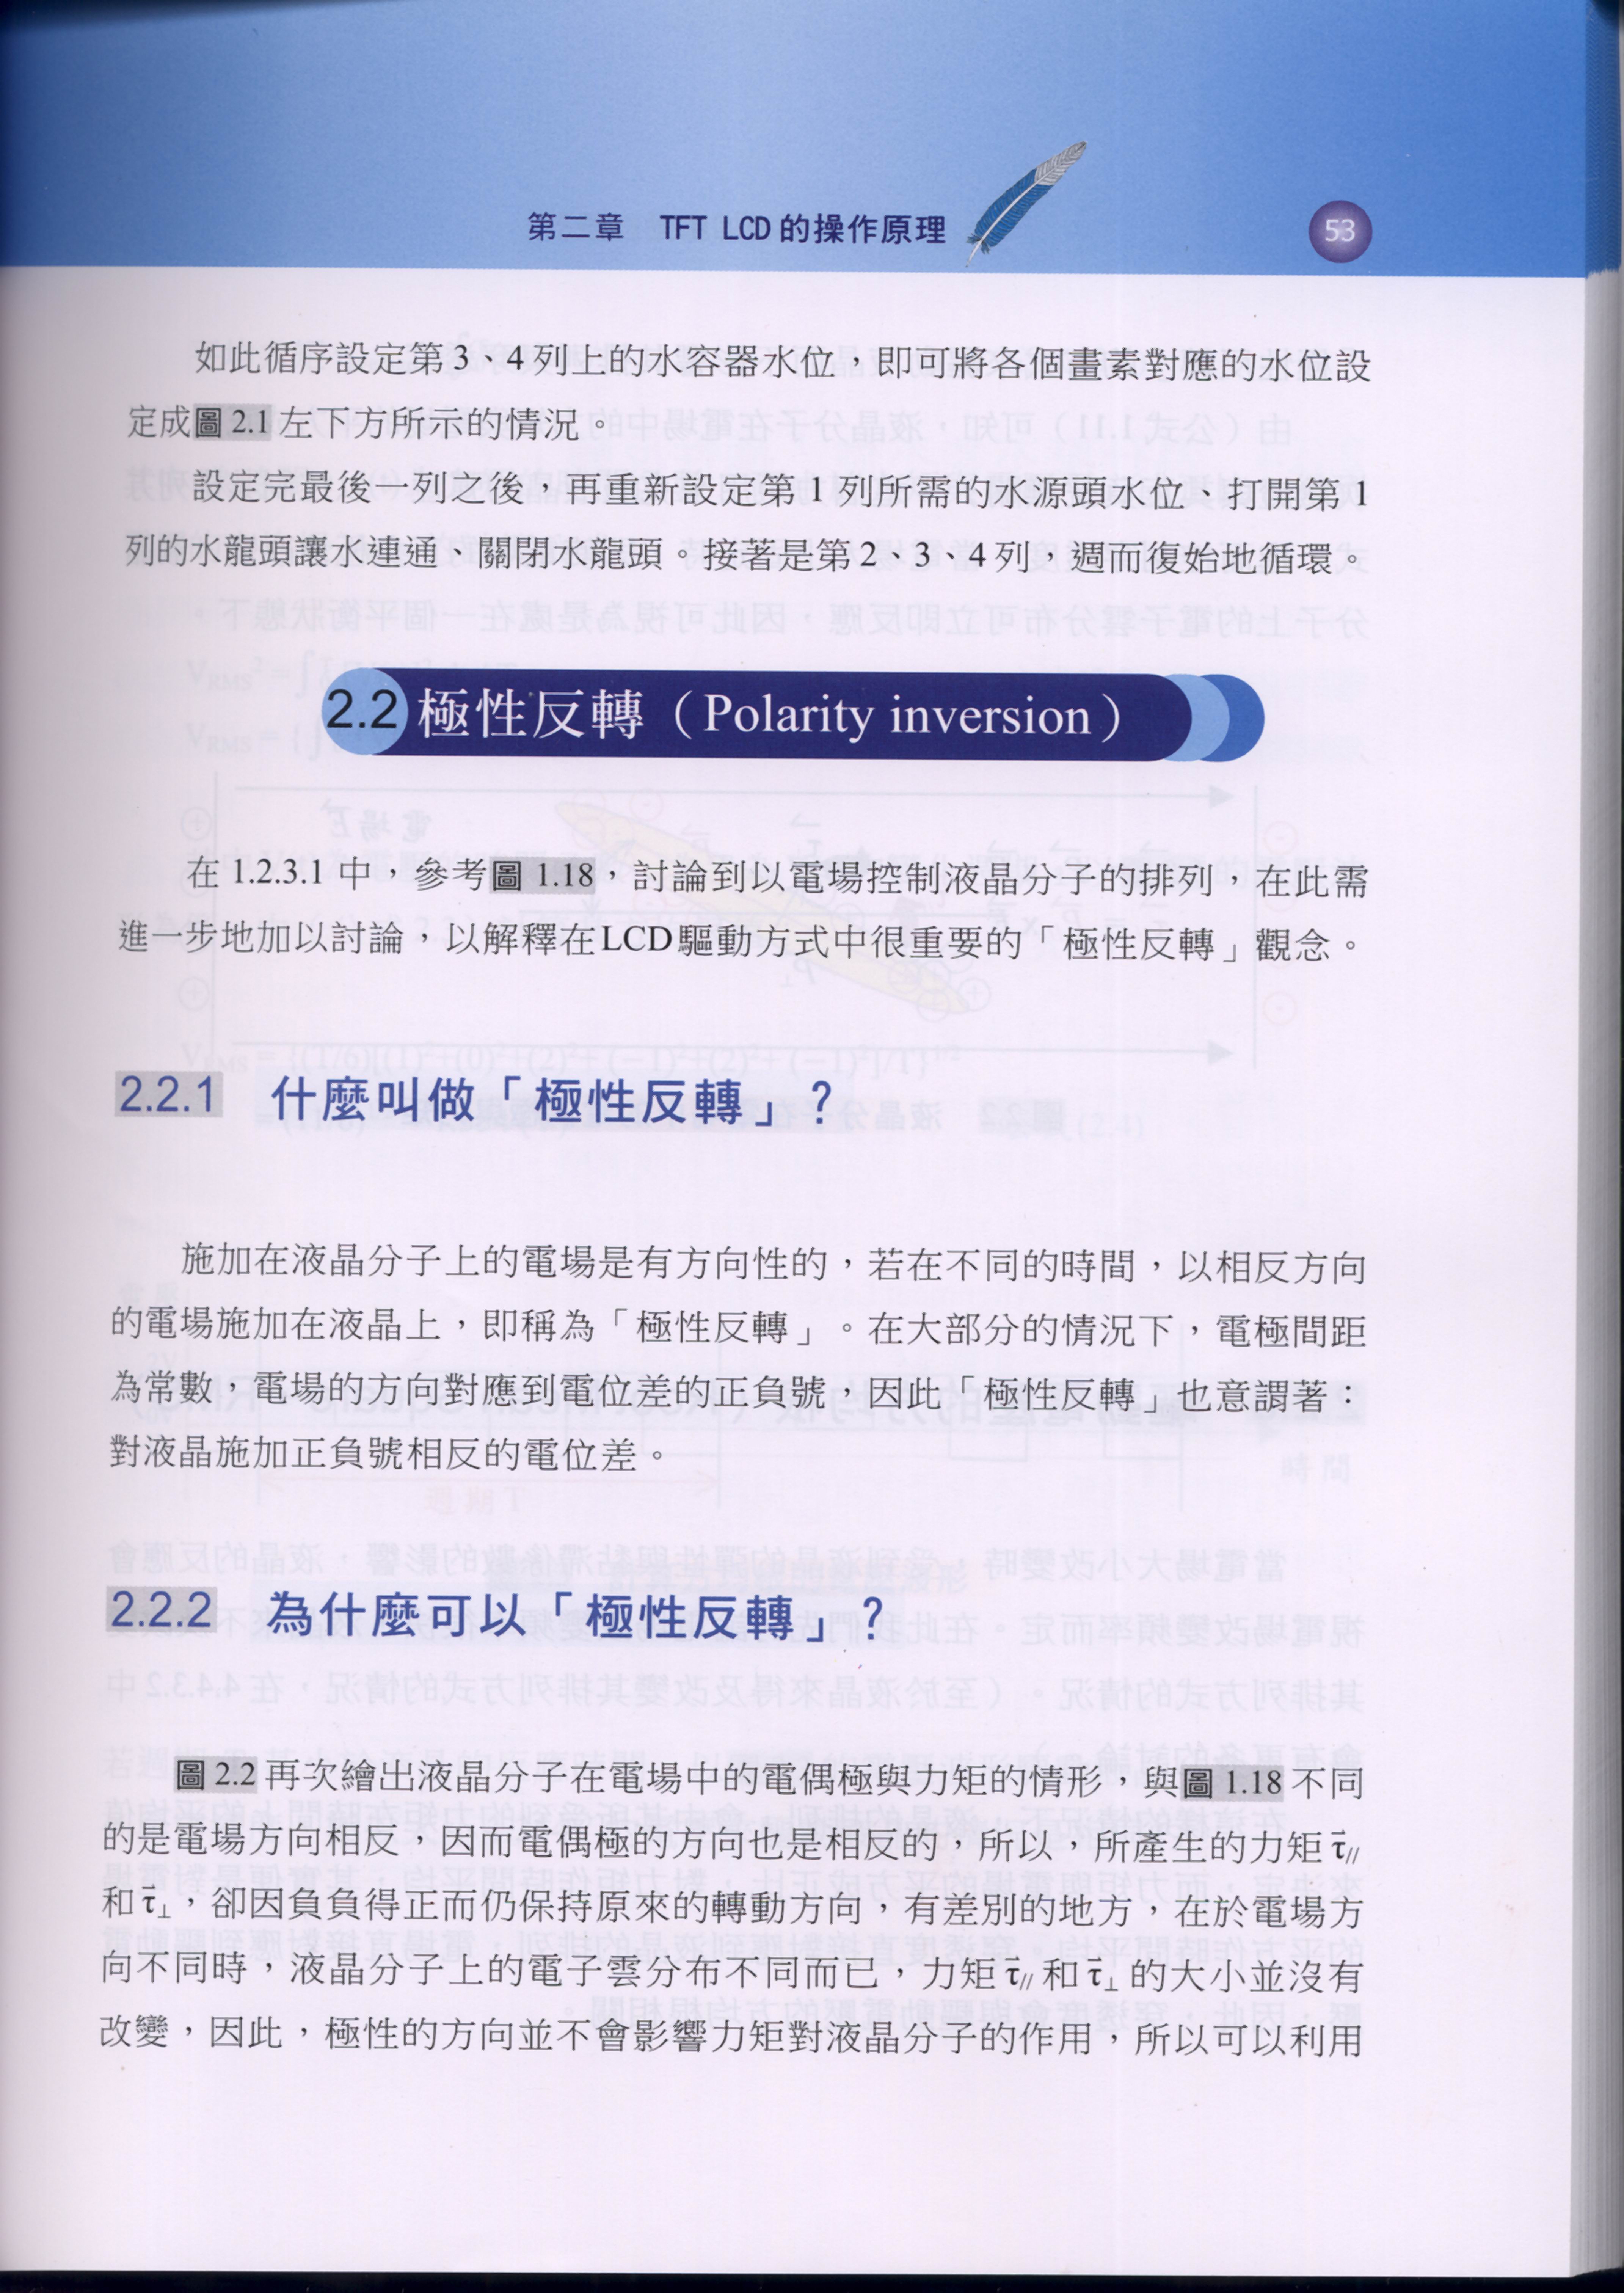 第二章 TFT LCD的操作原理
53
如此循序設定第3、4列上的水容器水位，即可將各個畫素對應的水位設
定成圖2.1左下方所示的情況。
設定完最後一列之後，再重新設定第1列所需的水源頭水位、打開第1
列的水龍頭讓水連通、關閉水龍頭。接著是第2、3、4列，週而復始地循環。
2.2 極性反轉（Polarity inversion）
在1.2.3.1中，參考圖1.18，討論到以電場控制液晶分子的排列，在此需
進一步地加以討論，以解釋在LCD驅動方式中很重要的「極性反轉」觀念。
2.2.1 什麼叫做「極性反轉」？
施加在液晶分子上的電場是有方向性的，若在不同的時間，以相反方向
的電場施加在液晶上，即稱為「極性反轉」。在大部分的情況下，電極間距
為常數，電場的方向對應到電位差的正負號，因此「極性反轉」也意謂著：
對液晶施加正負號相反的電位差。
2.2.2 為什麼可以「極性反轉」？
圖2.2再次繪出液晶分子在電場中的電偶極與力矩的情形，與圖1.18不同
的是電場方向相反，因而電偶極的方向也是相反的，所以，所產生的力矩τ⃗//
和τ⃗⊥，卻因負負得正而仍保持原來的轉動方向，有差別的地方，在於電場方
向不同時，液晶分子上的電子雲分布不同而已，力矩τ⃗//和τ⃗⊥的大小並沒有
改變，因此，極性的方向並不會影響力矩對液晶分子的作用，所以可以利用